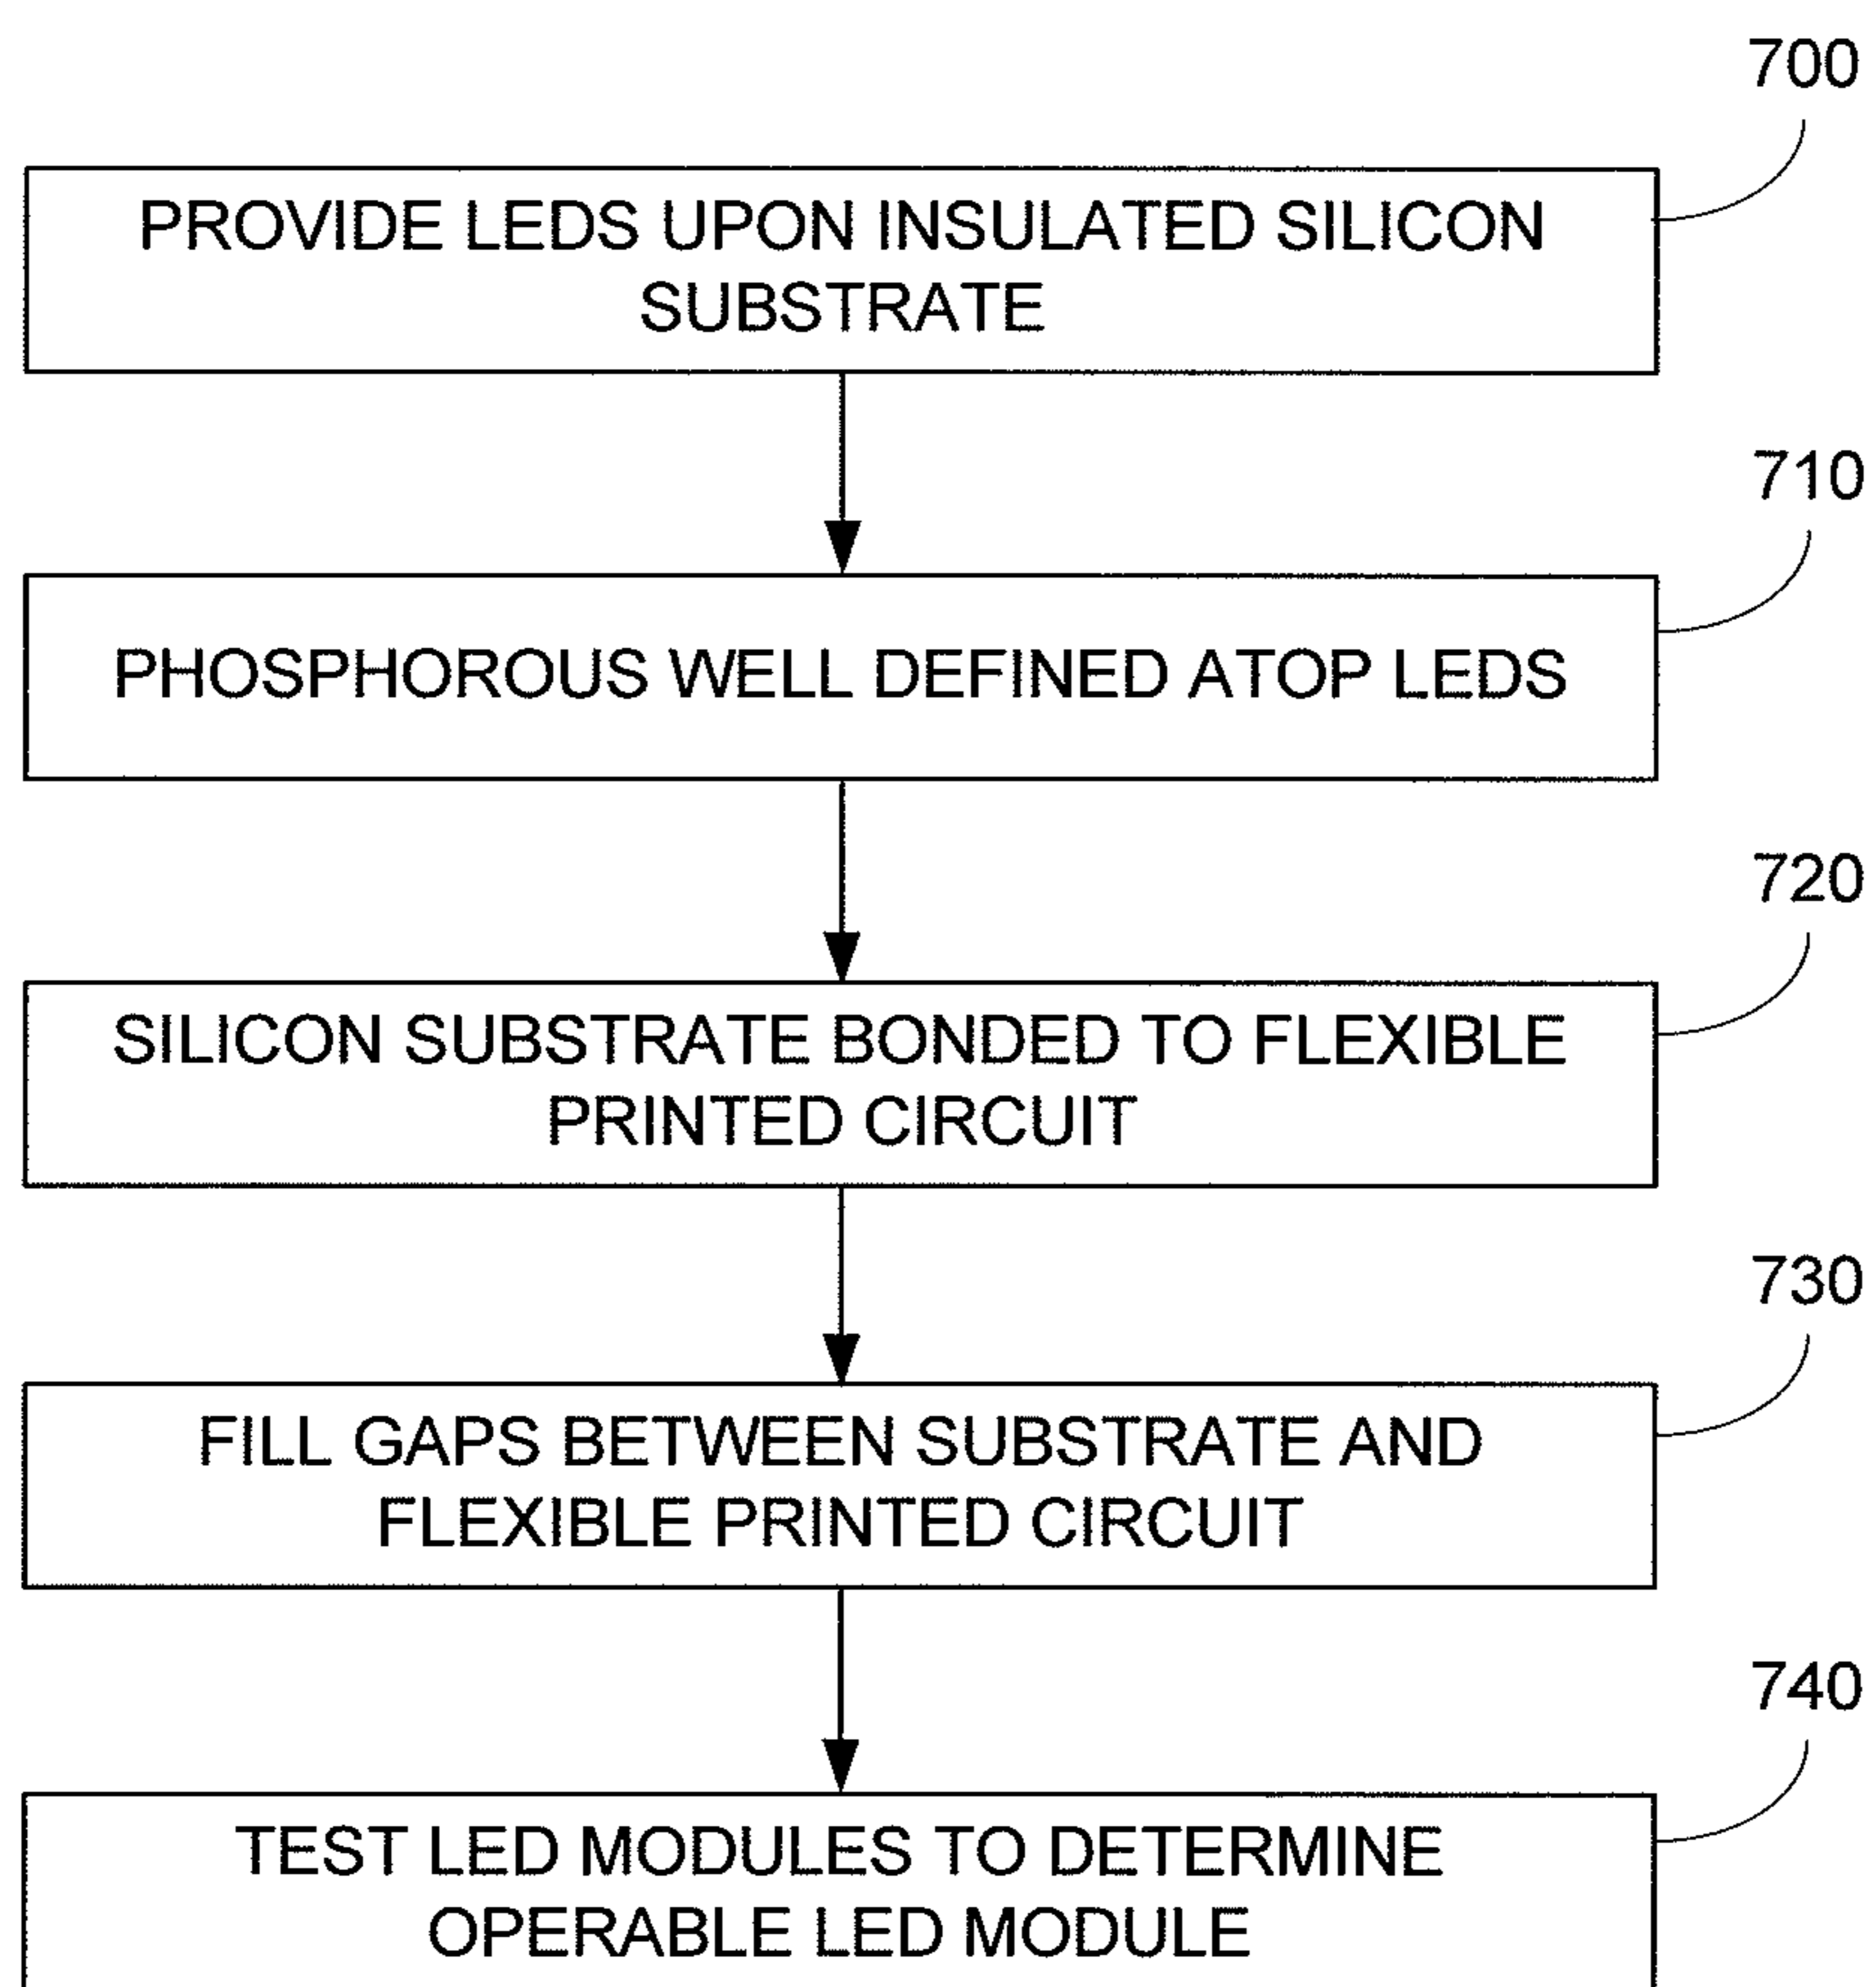 700
PROVIDE LEDS UPON INSULATED SILICON
SUBSTRATE
710
PHOSPHOROUS WELL DEFINED ATOP LEDS
720
SILICON SUBSTRATE BONDED TO FLEXIBLE
PRINTED CIRCUIT
730
FILL GAPS BETWEEN SUBSTRATE AND
FLEXIBLE PRINTED CIRCUIT
740
TEST LED MODULES TO DETERMINE
OPERABLE LED MODULE